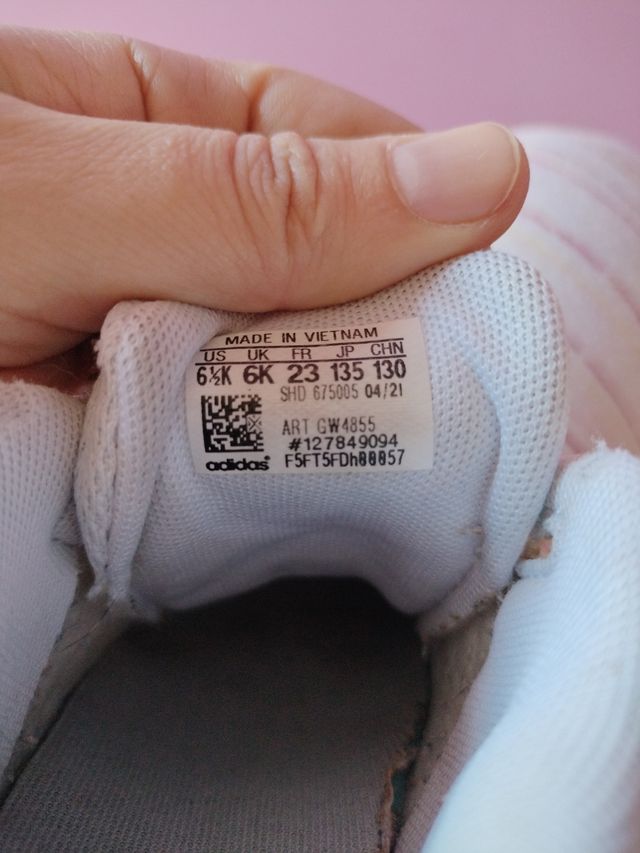 MADE IN VIETNAM
US UK FR JP CHN
6½K 6K 23 135 130
SHD 675005 04/21
ART GW4855
#127849094
adidas F5FT5FDh00057